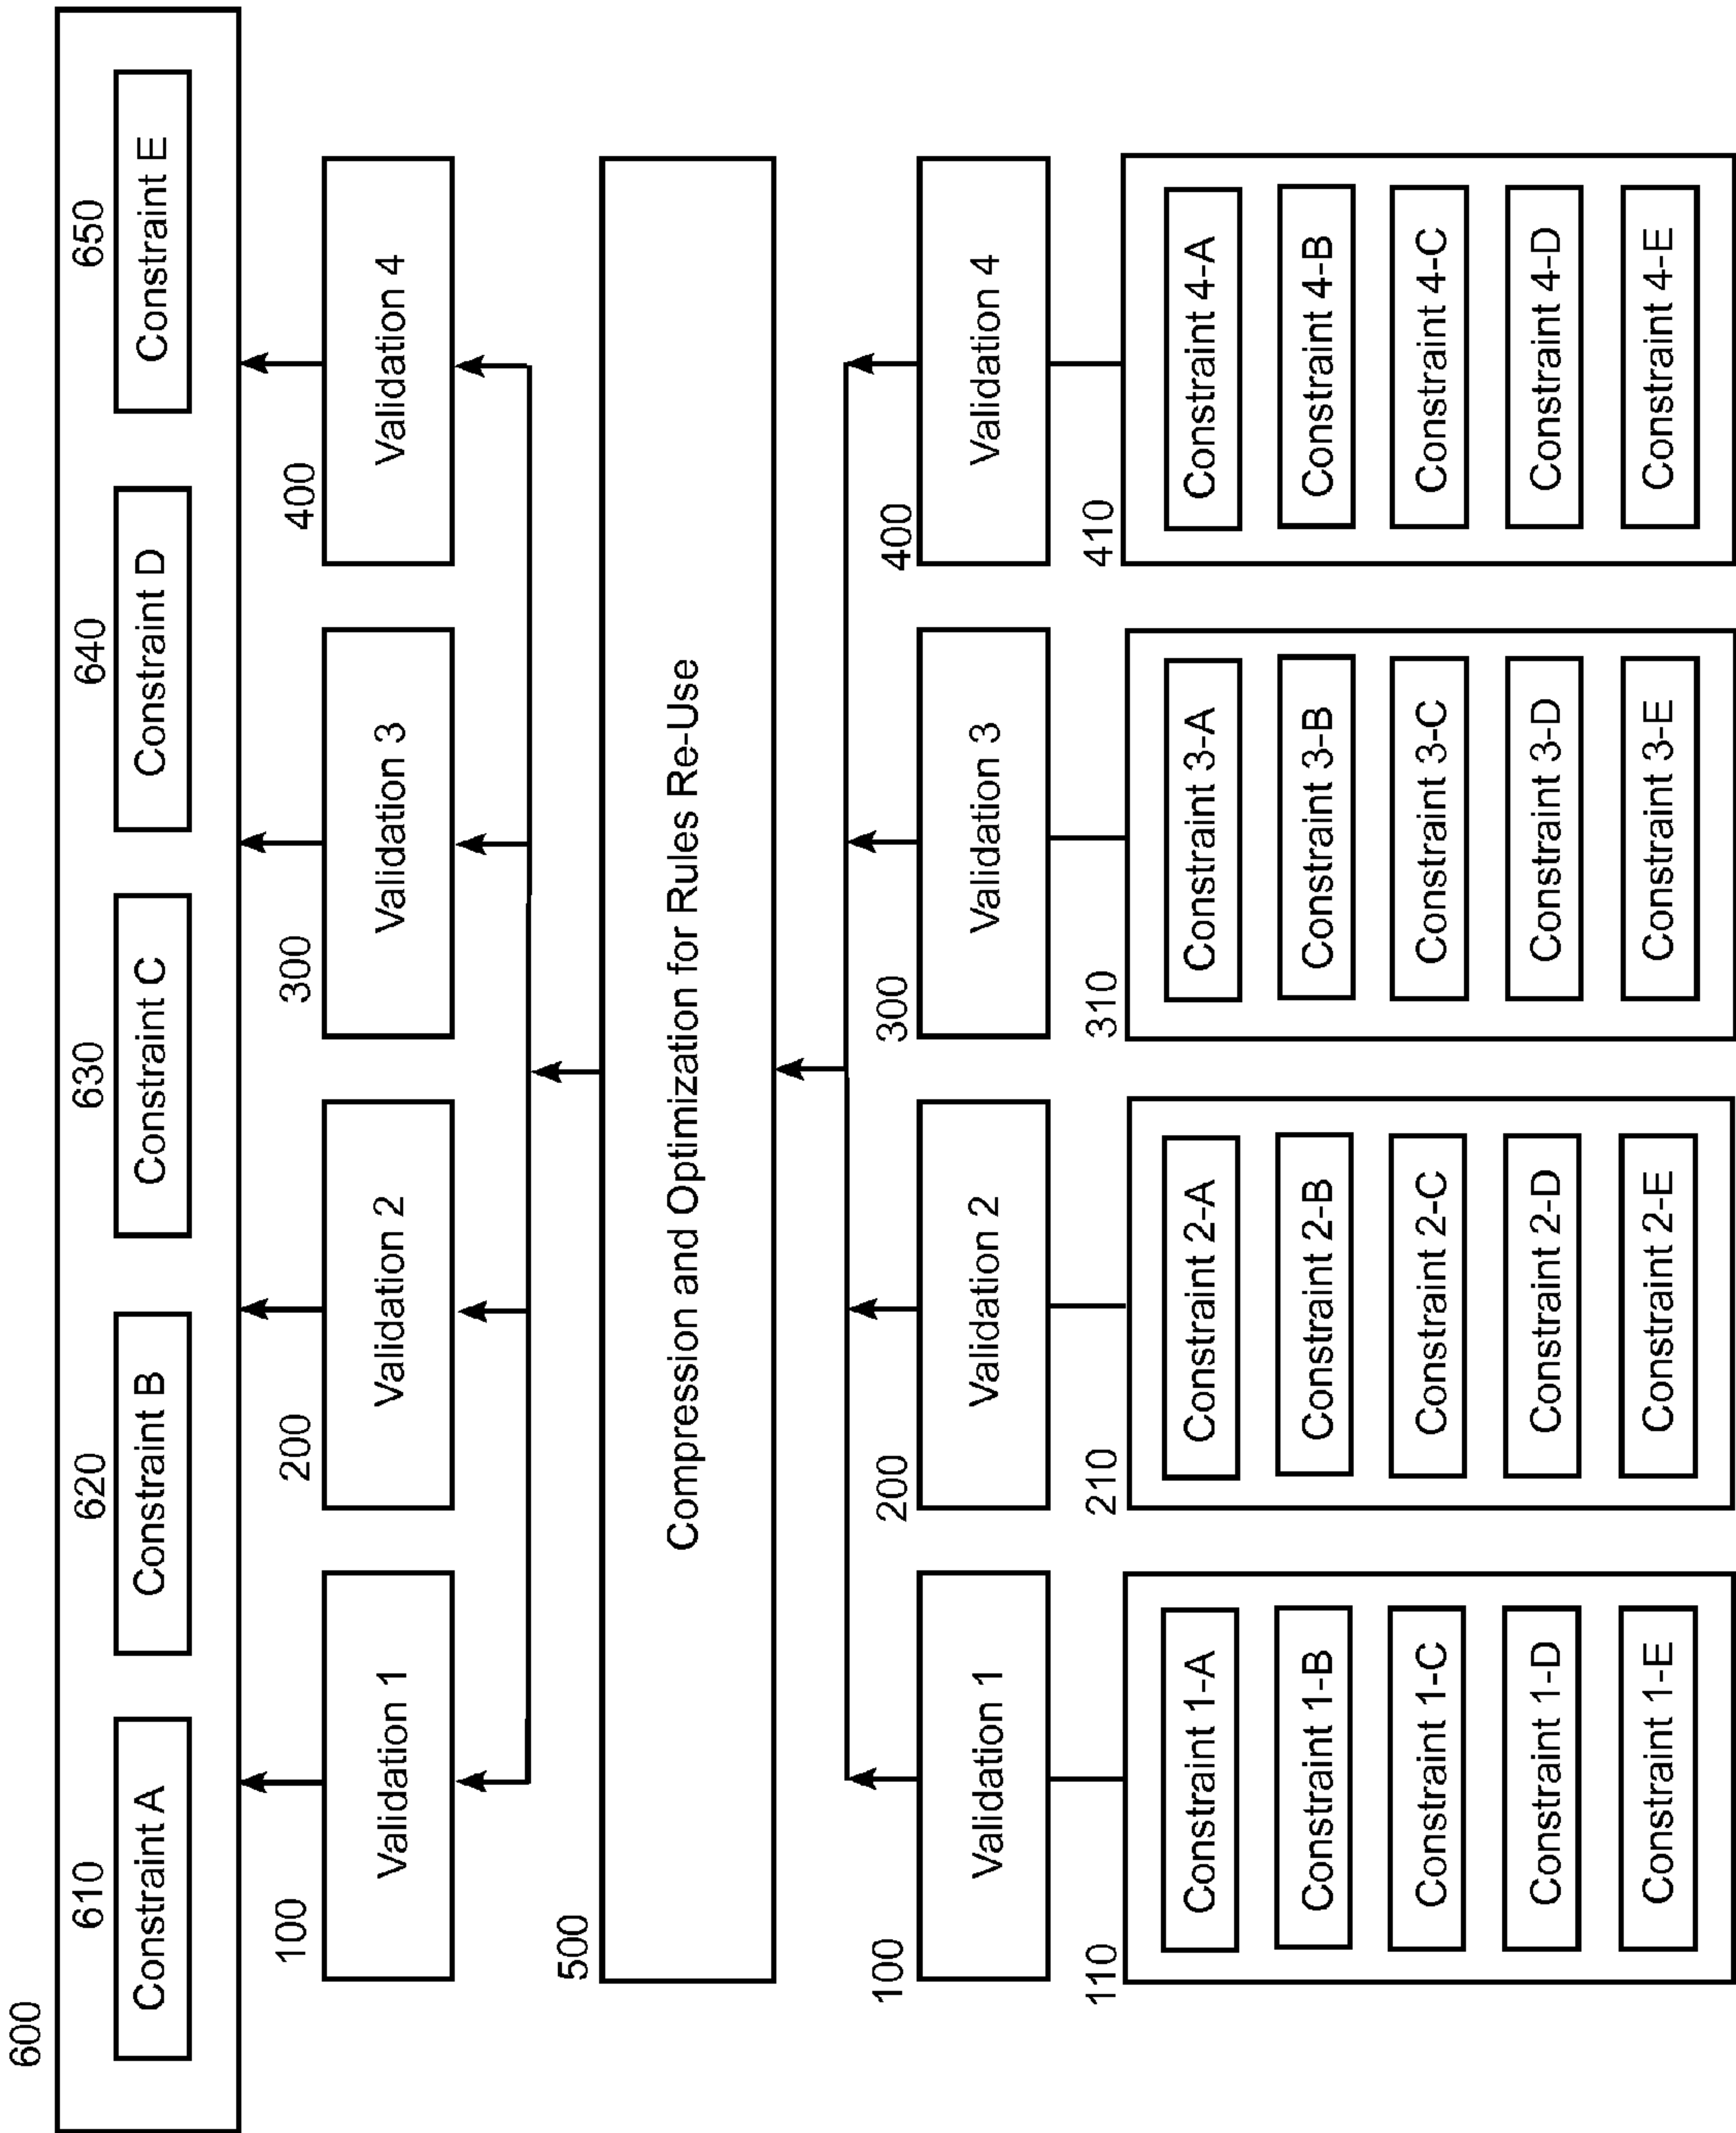 600
610
620
630
640
650
Constraint A
Constraint B
Constraint C
Constraint D
Constraint E
100
200
300
400
Validation 1
Validation 2
Validation 3
Validation 4
500
Compression and Optimization for Rules Re-Use
100
200
300
400
Validation 1
Validation 2
Validation 3
Validation 4
110
Constraint 1-A
Constraint 1-B
Constraint 1-C
Constraint 1-D
Constraint 1-E
210
Constraint 2-A
Constraint 2-B
Constraint 2-C
Constraint 2-D
Constraint 2-E
310
Constraint 3-A
Constraint 3-B
Constraint 3-C
Constraint 3-D
Constraint 3-E
410
Constraint 4-A
Constraint 4-B
Constraint 4-C
Constraint 4-D
Constraint 4-E